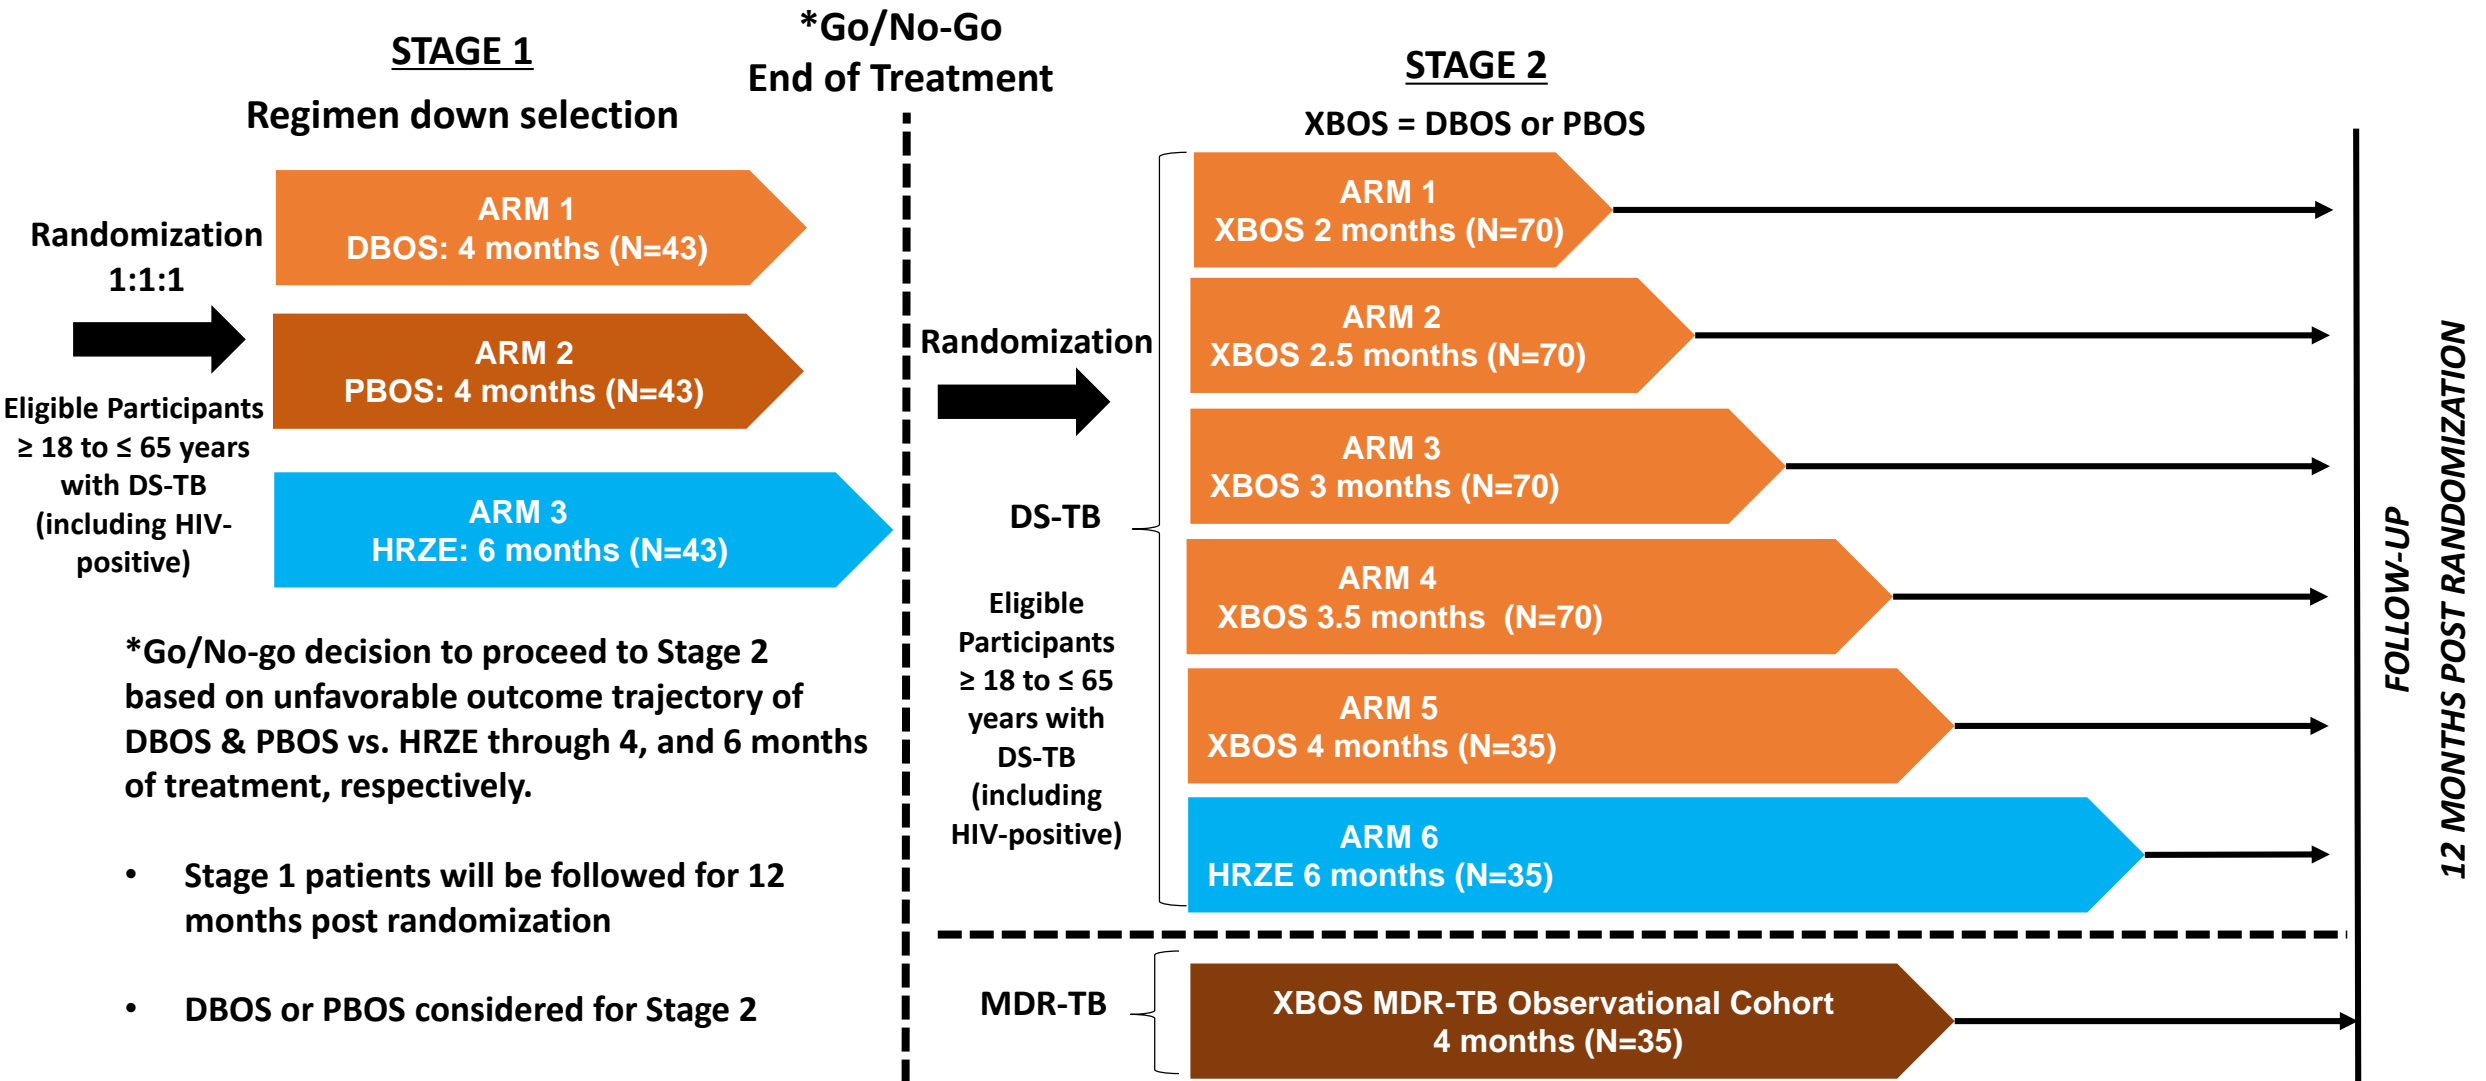 STAGE 1
Regimen down selection
Randomization
1:1:1
Eligible Participants
≥ 18 to ≤ 65 years
with DS-TB
(including HIV-
positive)
ARM 1
DBOS: 4 months (N=43)
ARM 2
PBOS: 4 months (N=43)
ARM 3
HRZE: 6 months (N=43)
*Go/No-go decision to proceed to Stage 2
based on unfavorable outcome trajectory of
DBOS & PBOS vs. HRZE through 4, and 6 months
of treatment, respectively.
• Stage 1 patients will be followed for 12
months post randomization
• DBOS or PBOS considered for Stage 2
*Go/No-Go
End of Treatment
STAGE 2
XBOS = DBOS or PBOS
Randomization
DS-TB
Eligible
Participants
≥ 18 to ≤ 65
years with
DS-TB
(including
HIV-positive)
ARM 1
XBOS 2 months (N=70)
ARM 2
XBOS 2.5 months (N=70)
ARM 3
XBOS 3 months (N=70)
ARM 4
XBOS 3.5 months (N=70)
ARM 5
XBOS 4 months (N=35)
ARM 6
HRZE 6 months (N=35)
MDR-TB
XBOS MDR-TB Observational Cohort
4 months (N=35)
FOLLOW-UP
12 MONTHS POST RANDOMIZATION